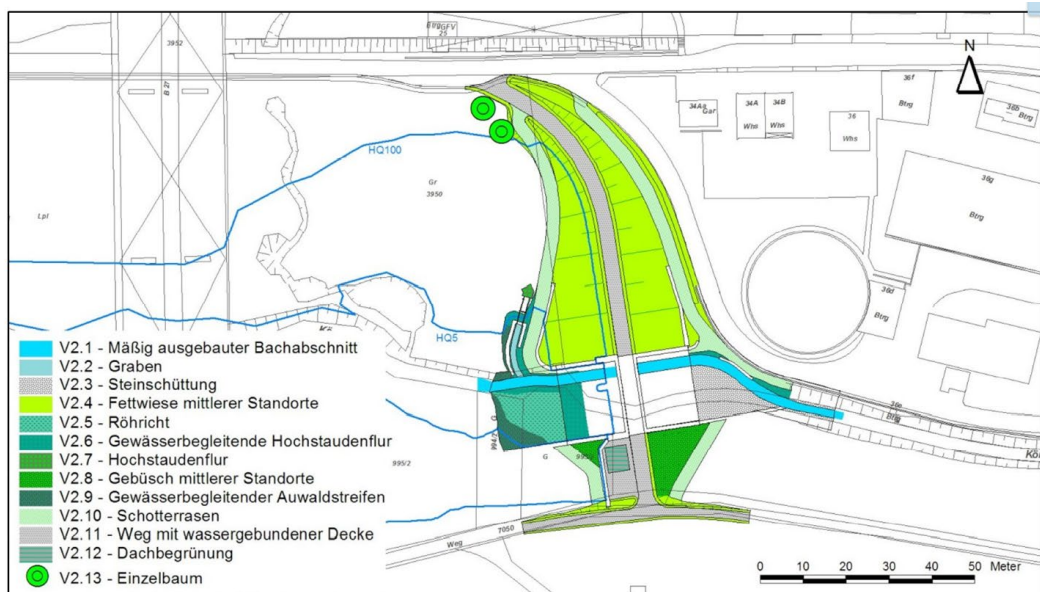 3952
B 27
25
N
HQ100
Gr
3950
Lpl
HQ5
34A
34B
Whs
Whs
36
Whs
36f
Btrg
36b
Btrg
36g
Btrg
36d
Btrg
G
995/2
G
7050
Weg
V2.1 - Mäßig ausgebauter Bachabschnitt
V2.2 - Graben
V2.3 - Steinschüttung
V2.4 - Fettwiese mittlerer Standorte
V2.5 - Röhricht
V2.6 - Gewässerbegleitende Hochstaudenflur
V2.7 - Hochstaudenflur
V2.8 - Gebüsch mittlerer Standorte
V2.9 - Gewässerbegleitender Auwaldstreifen
V2.10 - Schotterrasen
V2.11 - Weg mit wassergebundener Decke
V2.12 - Dachbegrünung
V2.13 - Einzelbaum
0 10 20 30 40 50 Meter